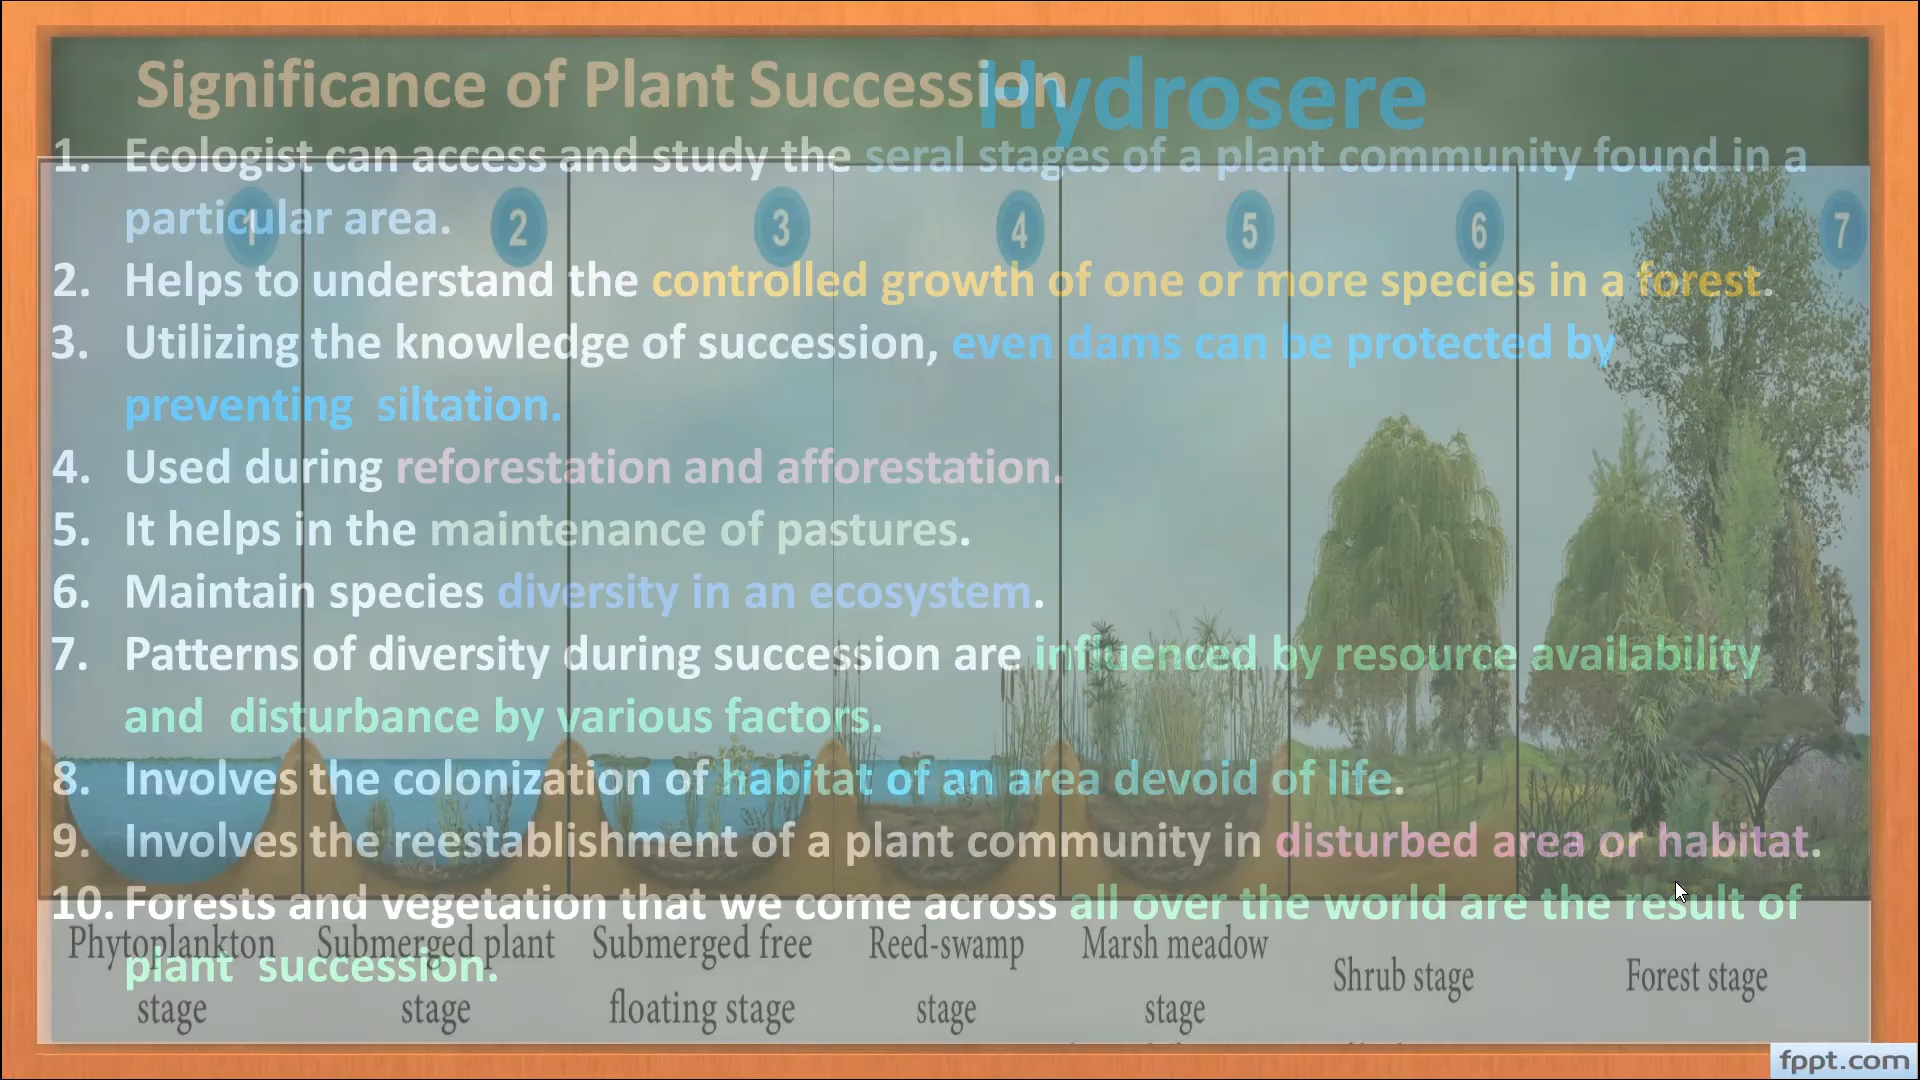 Significance of Plant Succession
Hydrosere
1. Ecologist can access and study the seral stages of a plant community found in a
particular area.
2. Helps to understand the controlled growth of one or more species in a forest.
3. Utilizing the knowledge of succession, even dams can be protected by
preventing siltation.
4. Used during reforestation and afforestation.
5. It helps in the maintenance of pastures.
6. Maintain species diversity in an ecosystem.
7. Patterns of diversity during succession are influenced by resource availability
and disturbance by various factors.
8. Involves the colonization of habitat of an area devoid of life.
9. Involves the reestablishment of a plant community in disturbed area or habitat.
10. Forests and vegetation that we come across all over the world are the result of
plant succession.
1 2 3 4 5 6 7
Phytoplankton
stage
Submerged plant
stage
Submerged free
floating stage
Reed-swamp
stage
Marsh meadow
stage
Shrub stage
Forest stage
fppt.com